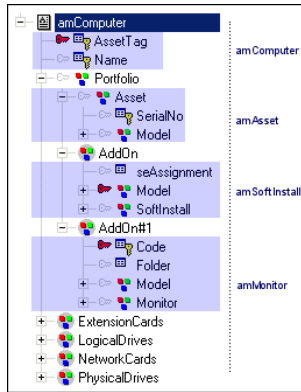 amComputer
AssetTag
Name
amComputer
Portfolio
Asset
SerialNo
amAsset
Model
AddOn
seAssignment
Model
amSoftInstall
SoftInstall
AddOn#1
Code
Folder
Model
amMonitor
Monitor
ExtensionCards
LogicalDrives
NetworkCards
PhysicalDrives